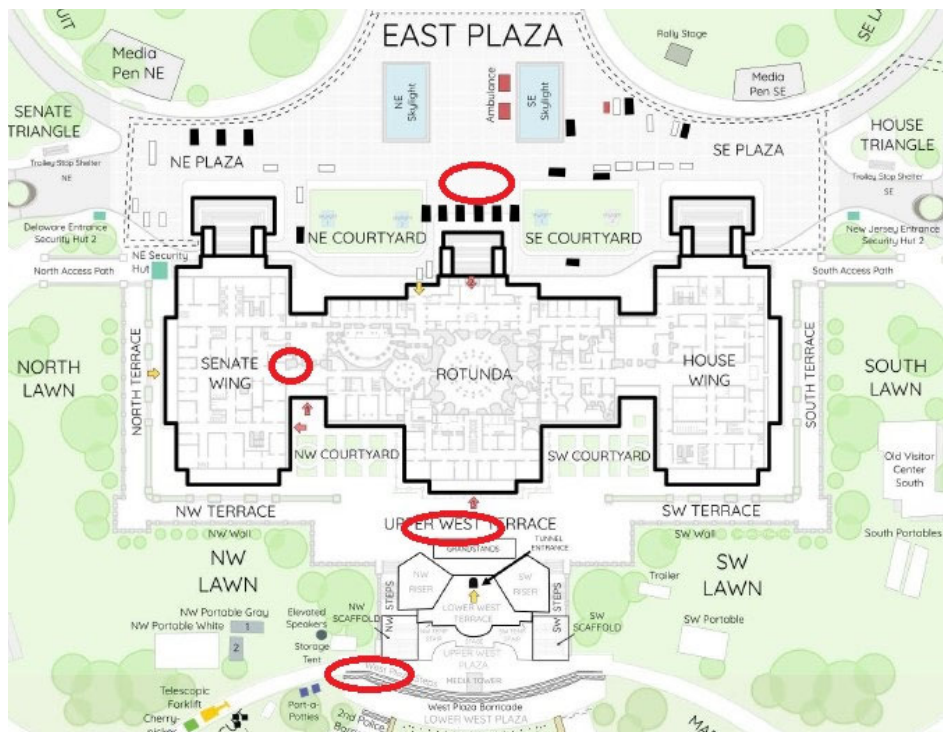 EAST PLAZA
Media
Pen NE
Rally Stage
SE LA
Media
Pen SE
NE
Skylight
Ambulance
SE
Skylight
SENATE
TRIANGLE
HOUSE
TRIANGLE
NE PLAZA
SE PLAZA
Trolley Stop Shelter
NE
Trolley Stop Shelter
SE
Delaware Entrance
Security Hut 2
NE COURTYARD
SE COURTYARD
New Jersey Entrance
Security Hut 2
NE Security
Hut
North Access Path
South Access Path
NORTH
LAWN
NORTH TERRACE
SENATE
WING
ROTUNDA
HOUSE
WING
SOUTH TERRACE
SOUTH
LAWN
NW COURTYARD
SW COURTYARD
Old Visitor
Center
South
NW TERRACE
UPPER WEST TERRACE
SW TERRACE
NW Wall
SW Wall
South Portables
GRANDSTANDS
TUNNEL
ENTRANCE
NW
LAWN
SW
LAWN
NW
RISER
SW
RISER
NW STEPS
SW STEPS
Trailer
LOWER WEST
TERRACE
NW Portable Gray
NW Portable White
1
2
Elevated
Speakers
Storage
Tent
NW
SCAFFOLD
SW
SCAFFOLD
SW Portable
UPPER WEST
PLAZA
MEDIA TOWER
Telescopic
Forklift
Cherry-
Port-a-
Potties
2nd Police
West Plaza Barricade
LOWER WEST PLAZA